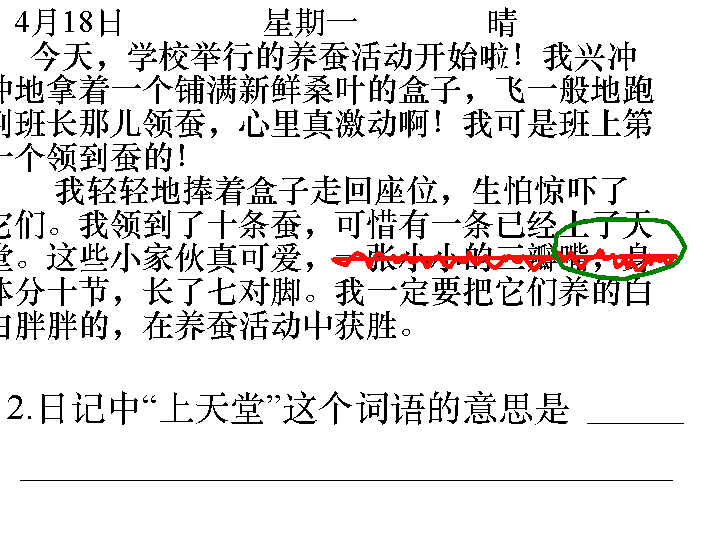 4月18日 星期一 晴
今天，学校举行的养蚕活动开始啦！我兴冲
冲地拿着一个铺满新鲜桑叶的盒子，飞一般地跑
到班长那儿领蚕，心里真激动啊！我可是班上第
一个领到蚕的！
我轻轻地捧着盒子走回座位，生怕惊吓了
它们。我领到了十条蚕，可惜有一条已经上了天
堂。这些小家伙真可爱，一张小小的三瓣嘴，身
体分十节，长了七对脚。我一定要把它们养的白
白胖胖的，在养蚕活动中获胜。
2.日记中“上天堂”这个词语的意思是